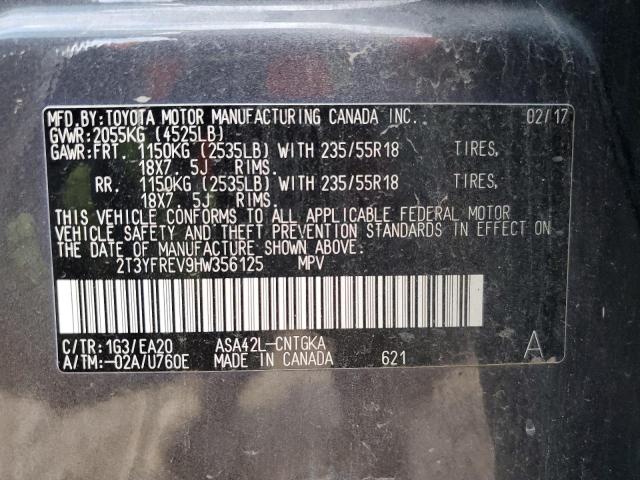 MFD.BY:TOYOTA MOTOR MANUFACTURING CANADA INC. 02/17
GVWR:2055KG (4525LB)
GAWR:FRT. 1150KG (2535LB) WITH 235/55R18 TIRES,
18X7. 5J RIMS.
RR. 1150KG (2535LB) WITH 235/55R18 TIRES,
18X7. 5J RIMS.
THIS VEHICLE CONFORMS TO ALL APPLICABLE FEDERAL MOTOR
VEHICLE SAFETY AND THEFT PREVENTION STANDARDS IN EFFECT ON
THE DATE OF MANUFACTURE SHOWN ABOVE.
2T3YFREV9HW356125 MPV
C/TR:1G3/EA20 ASA42L-CNTGKA
A/TM:-02A/U760E MADE IN CANADA 621 A